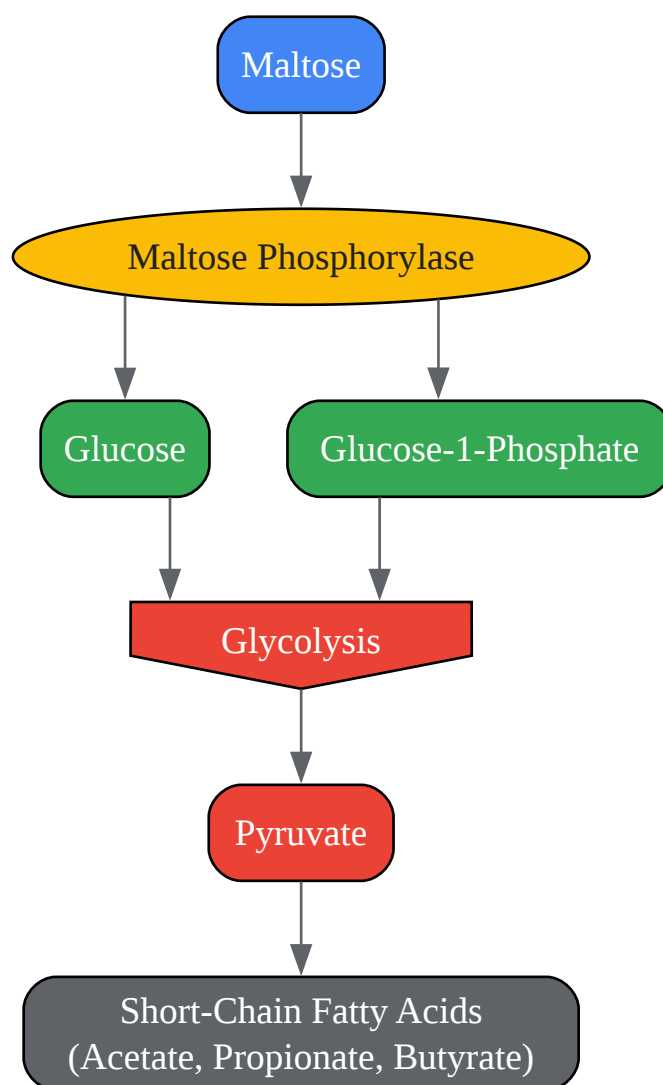 Maltose
Maltose Phosphorylase
Glucose
Glucose-1-Phosphate
Glycolysis
Pyruvate
Short-Chain Fatty Acids
(Acetate, Propionate, Butyrate)